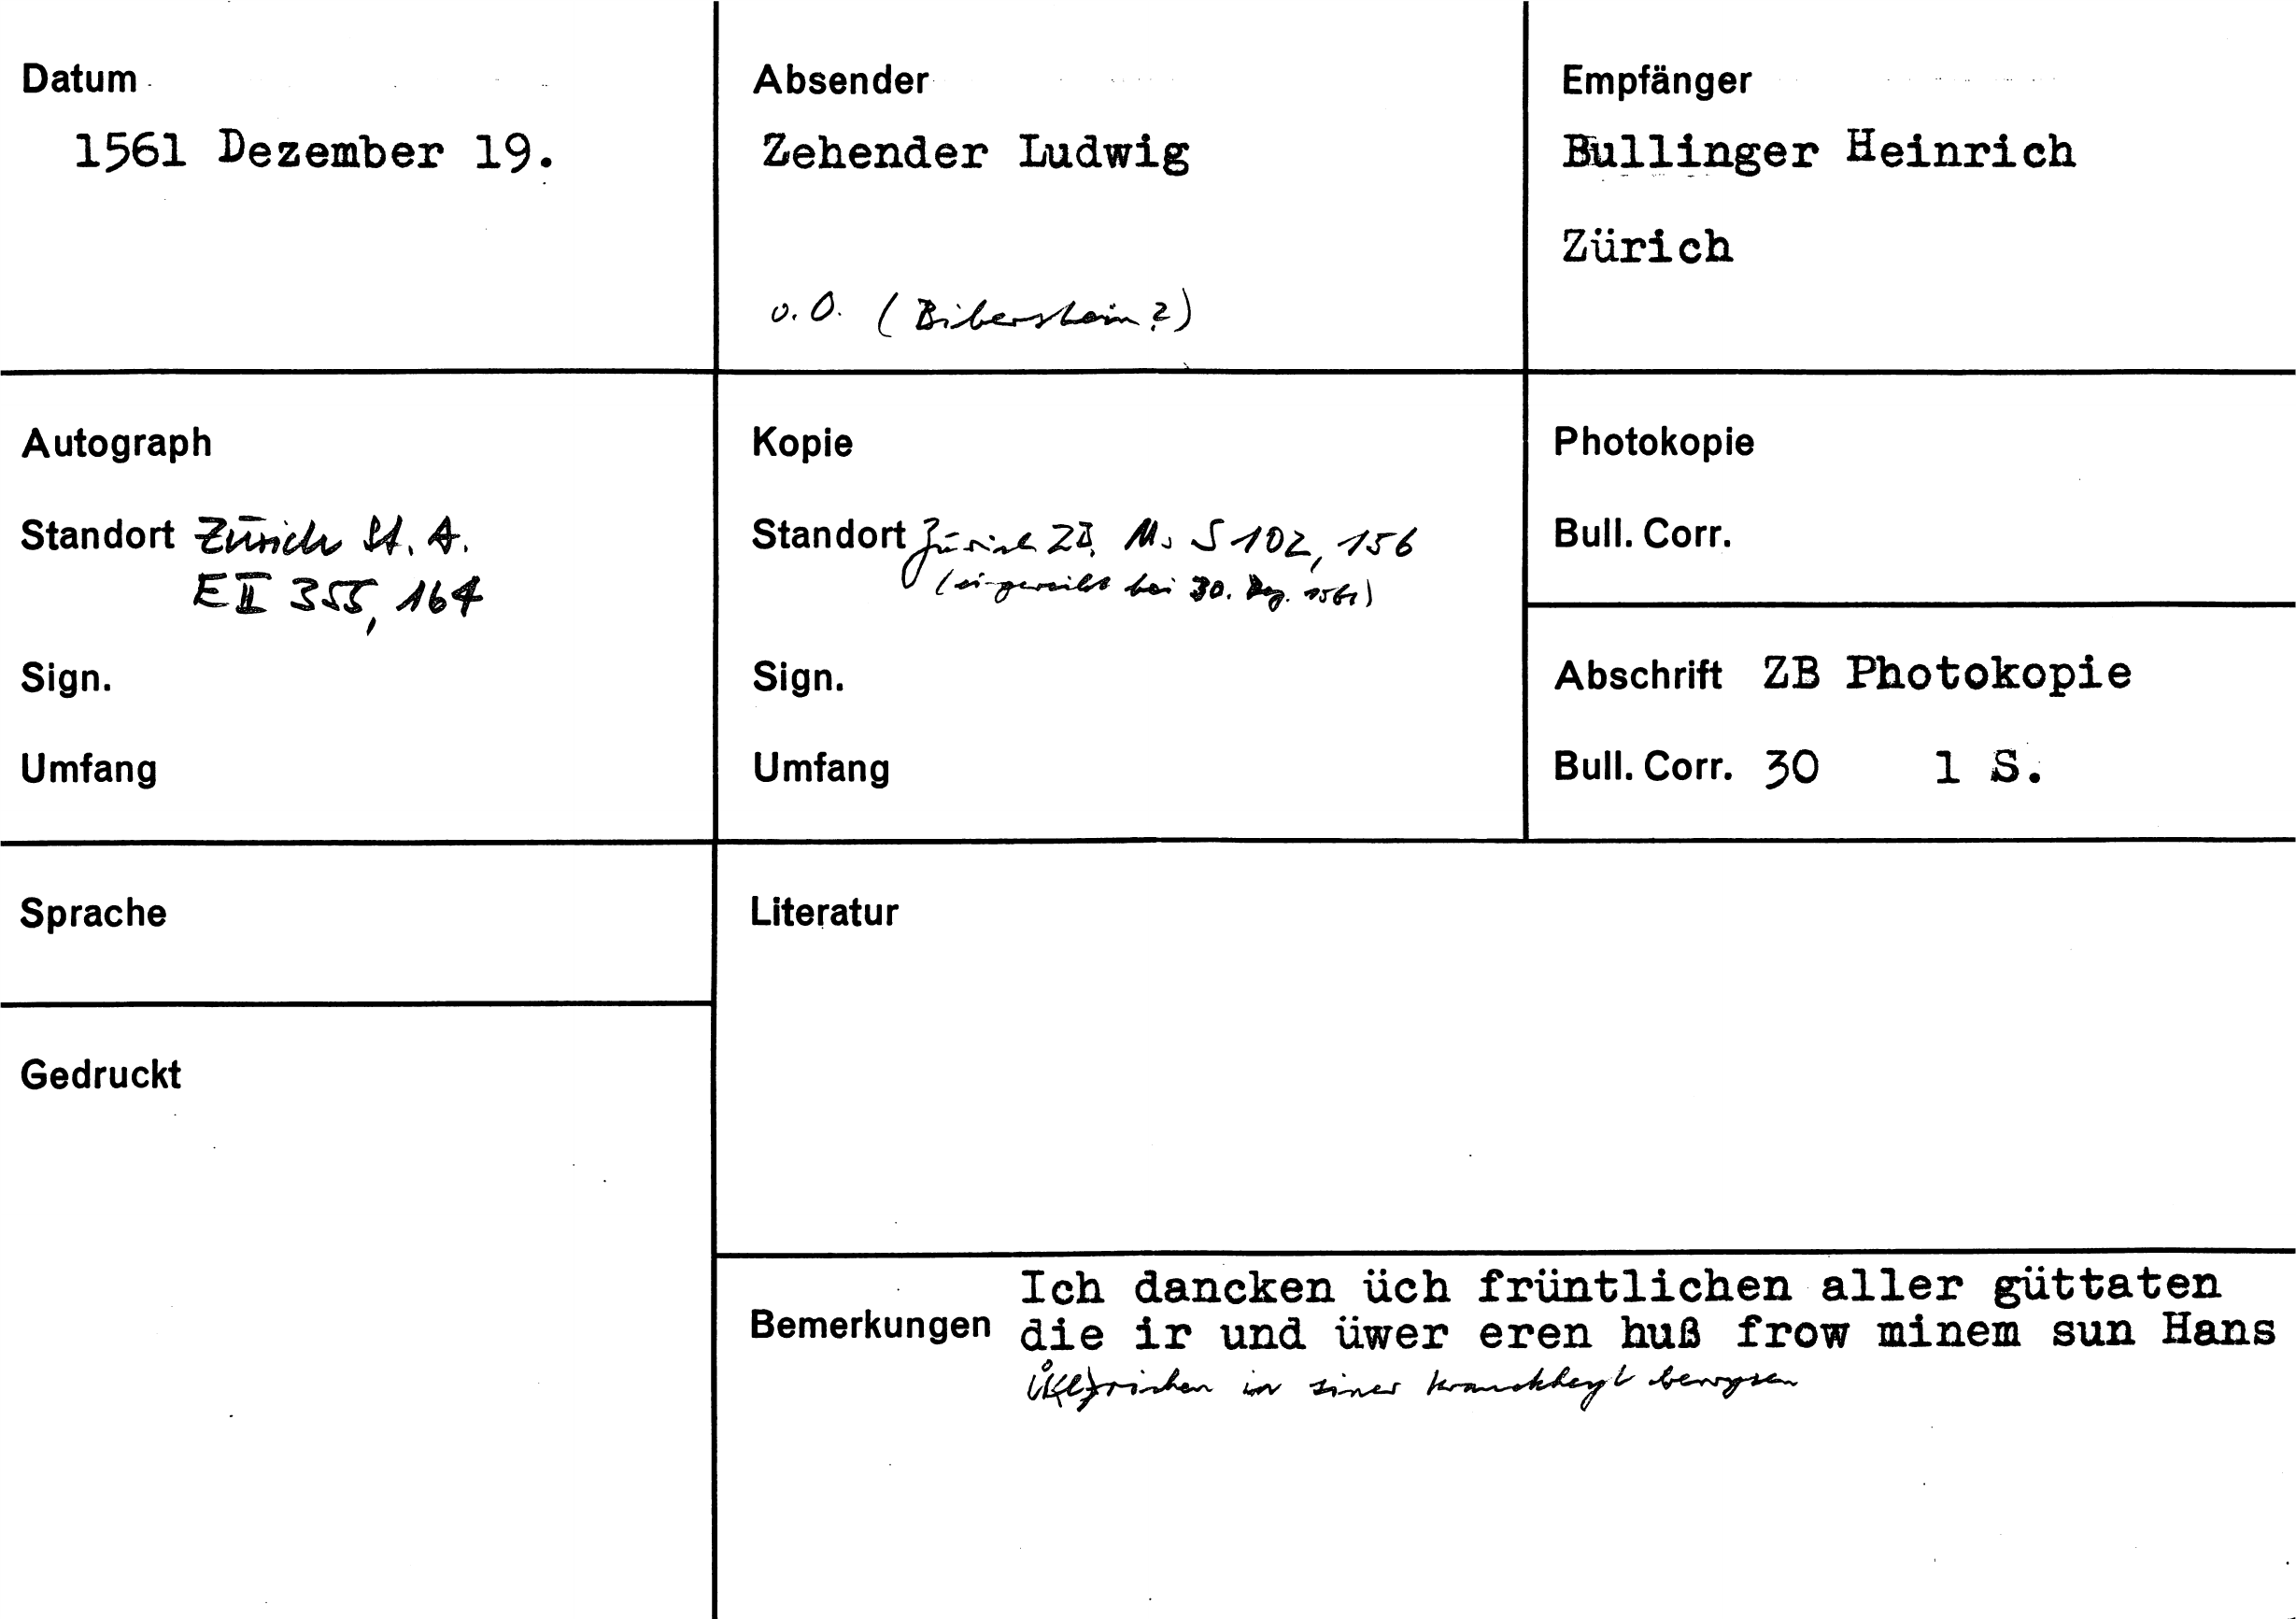 Datum
1561 Dezember 19.
Absender
Zehender Ludwig
o. O. (Biberstein?)
Empfänger
Bullinger Heinrich
Zürich
Autograph
Standort Zürich St. A.
E II 355, 164
Sign.
Umfang
Kopie
Standort Zürich ZB, Ms S 102, 156
(eingereiht bei 30. Dez. 1561)
Sign.
Umfang
Photokopie
Bull. Corr.
Abschrift ZB Photokopie
Bull. Corr. 30 1 S.
Sprache
Gedruckt
Literatur
Bemerkungen
Ich dancken üch früntlichen aller güttaten
die ir und üwer eren huß frow minem sun Hans
in siner kranckheyt bewysen